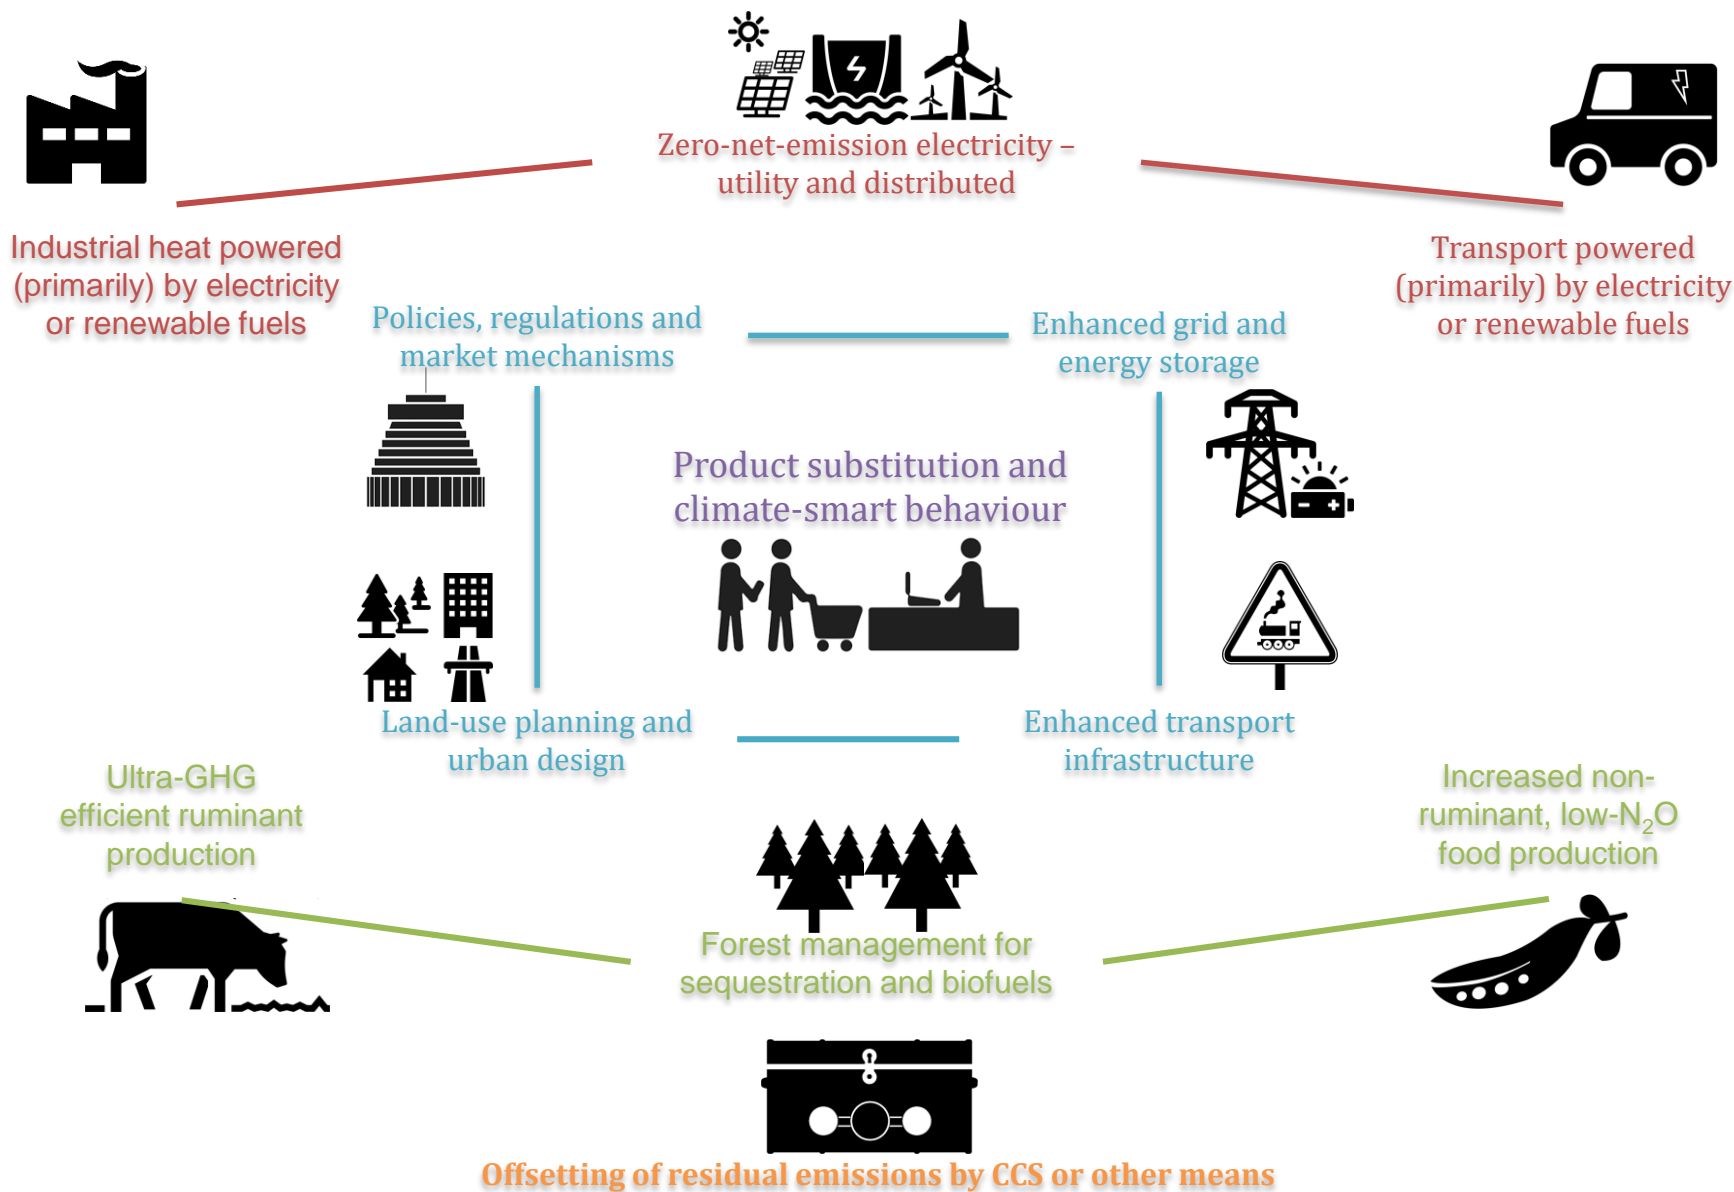 Zero-net-emission electricity –
utility and distributed
Industrial heat powered
(primarily) by electricity
or renewable fuels
Transport powered
(primarily) by electricity
or renewable fuels
Policies, regulations and
market mechanisms
Enhanced grid and
energy storage
Product substitution and
climate-smart behaviour
Land-use planning and
urban design
Enhanced transport
infrastructure
Ultra-GHG
efficient ruminant
production
Increased non-
ruminant, low-N₂O
food production
Forest management for
sequestration and biofuels
Offsetting of residual emissions by CCS or other means